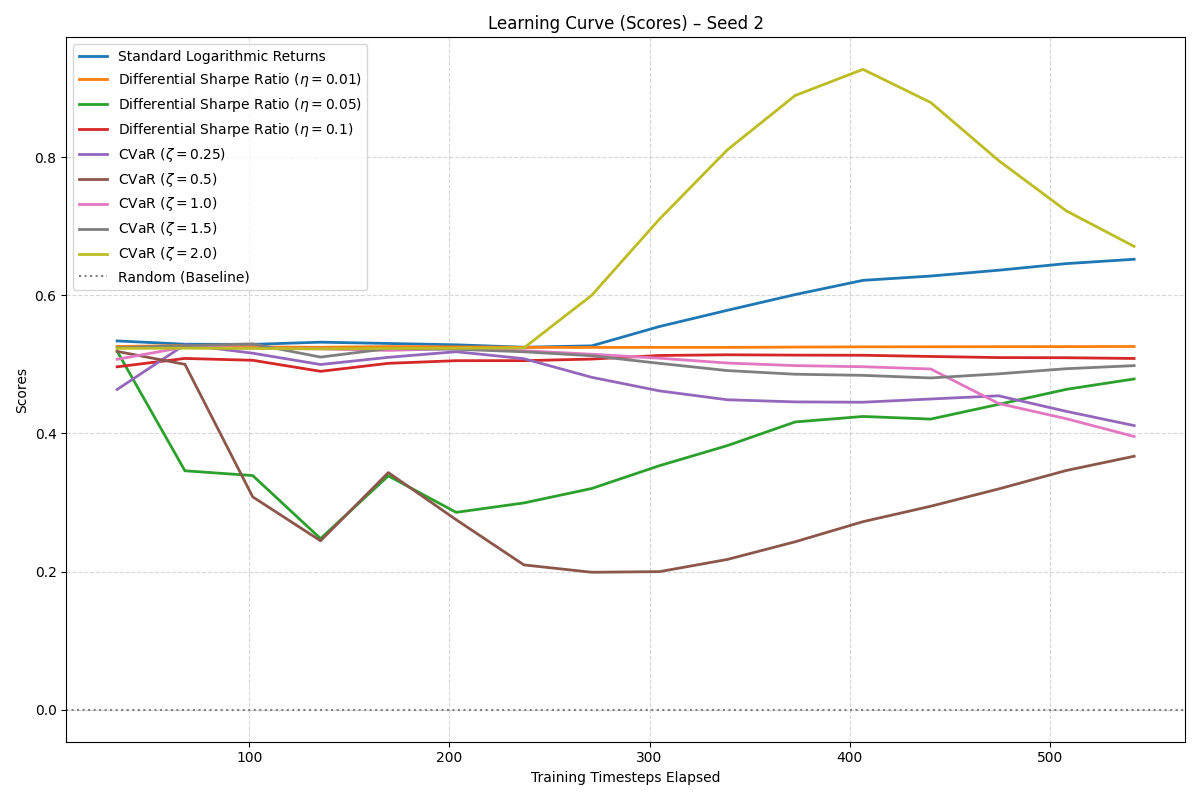 Learning Curve (Scores) – Seed 2
Standard Logarithmic Returns
Differential Sharpe Ratio (η = 0.01)
Differential Sharpe Ratio (η = 0.05)
Differential Sharpe Ratio (η = 0.1)
CVaR (ζ = 0.25)
CVaR (ζ = 0.5)
CVaR (ζ = 1.0)
CVaR (ζ = 1.5)
CVaR (ζ = 2.0)
Random (Baseline)
Scores
0.8
0.6
0.4
0.2
0.0
100 200 300 400 500
Training Timesteps Elapsed